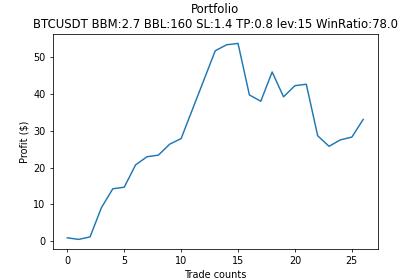 Portfolio
BTCUSDT BBM:2.7 BBL:160 SL:1.4 TP:0.8 lev:15 WinRatio:78.0
Profit ($)
50
40
30
20
10
0
0 5 10 15 20 25
Trade counts